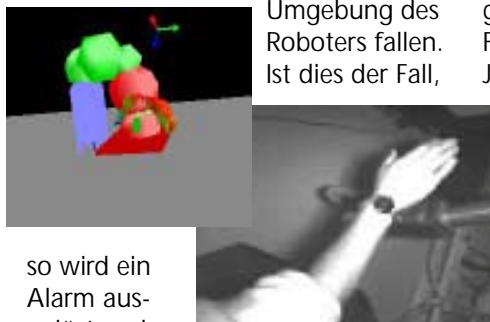 Umgebung des
Roboters fallen.
Ist dies der Fall,
so wird ein
Alarm aus-